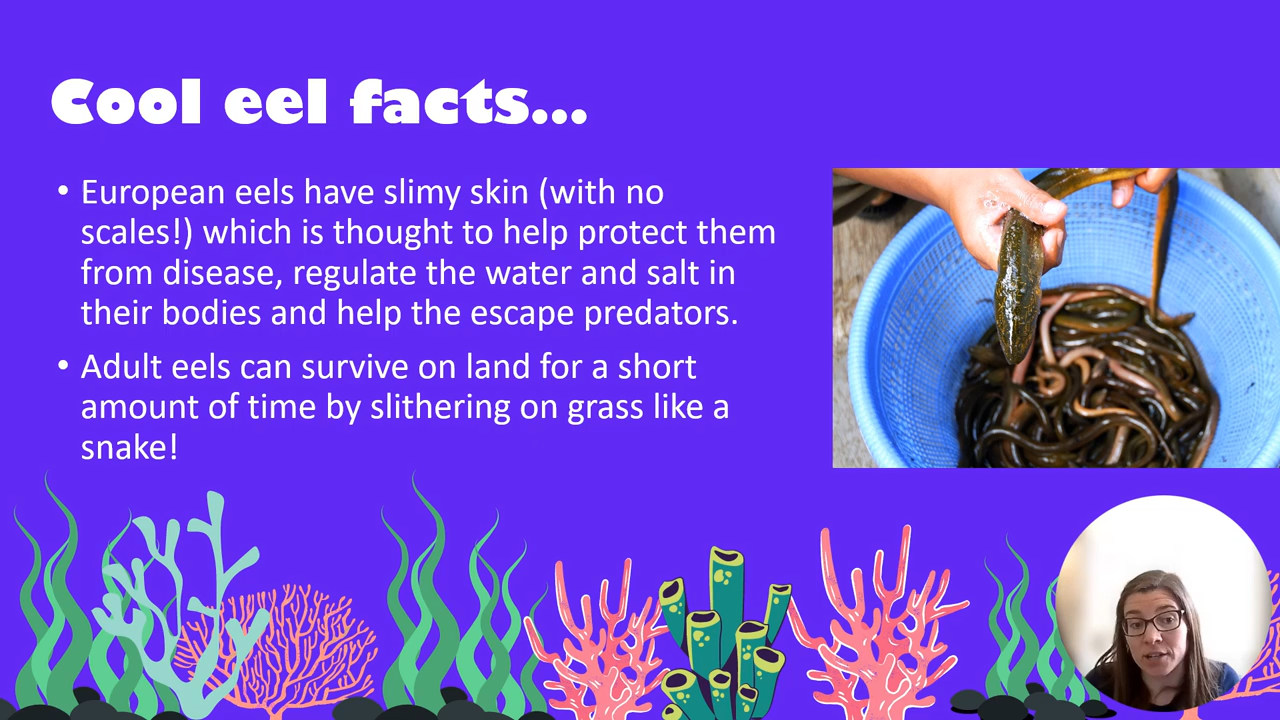 Cool eel facts...
• European eels have slimy skin (with no
scales!) which is thought to help protect them
from disease, regulate the water and salt in
their bodies and help the escape predators.
• Adult eels can survive on land for a short
amount of time by slithering on grass like a
snake!